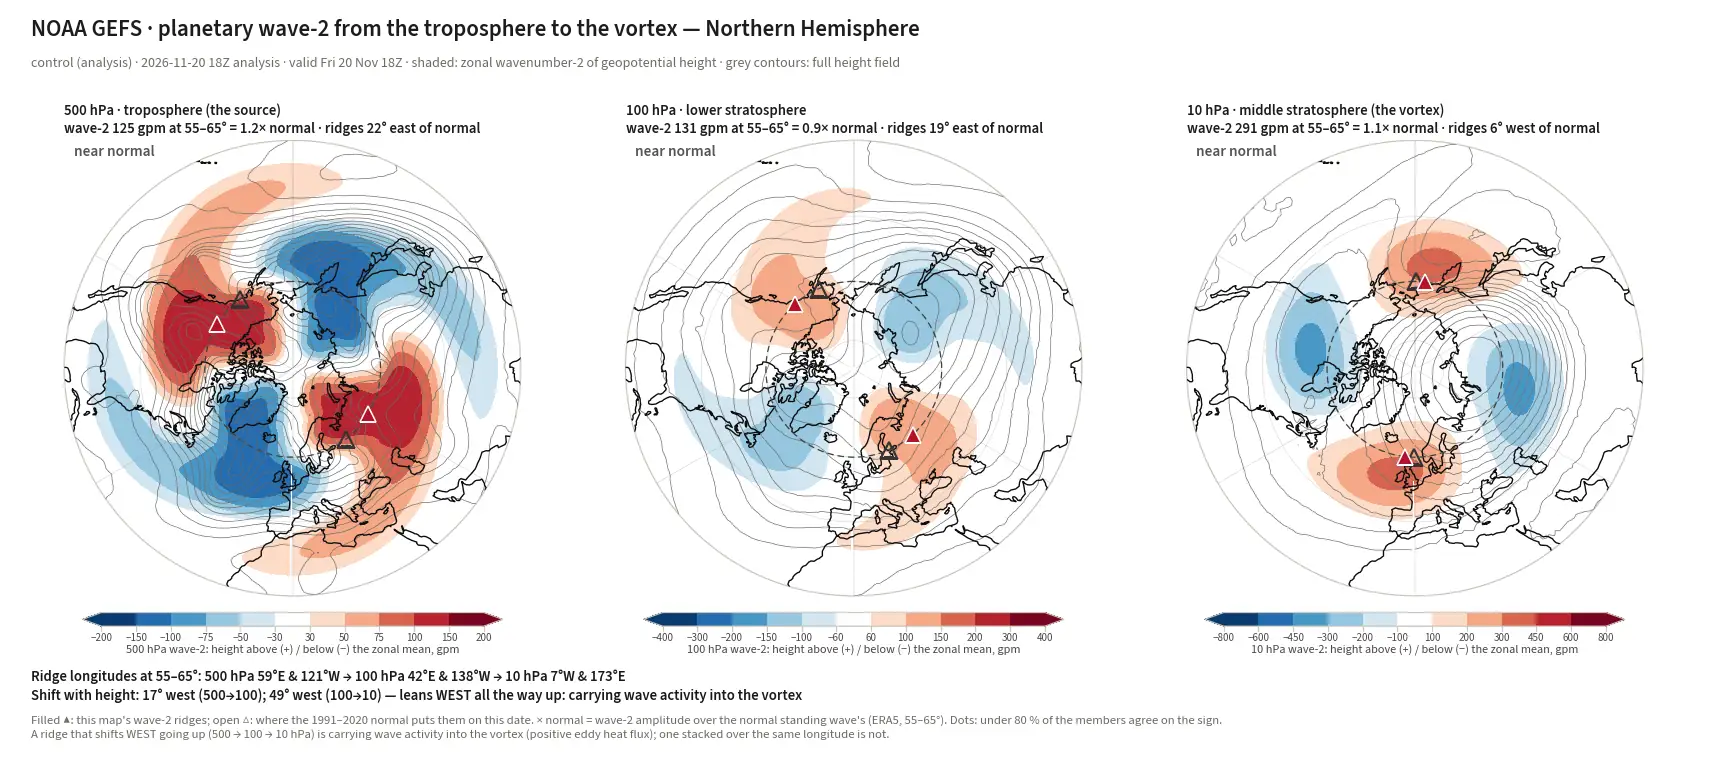 NOAA GEFS · planetary wave-2 from the troposphere to the vortex — Northern Hemisphere
control (analysis) · 2026-11-20 18Z analysis · valid Fri 20 Nov 18Z · shaded: zonal wavenumber-2 of geopotential height · grey contours: full height field
500 hPa · troposphere (the source)
wave-2 125 gpm at 55–65° = 1.2× normal · ridges 22° east of normal
near normal
100 hPa · lower stratosphere
wave-2 131 gpm at 55–65° = 0.9× normal · ridges 19° east of normal
near normal
10 hPa · middle stratosphere (the vortex)
wave-2 291 gpm at 55–65° = 1.1× normal · ridges 6° west of normal
near normal
−200 −150 −100 −75 −50 −30 30 50 75 100 150 200
500 hPa wave-2: height above (+) / below (−) the zonal mean, gpm
−400 −300 −200 −150 −100 −60 60 100 150 200 300 400
100 hPa wave-2: height above (+) / below (−) the zonal mean, gpm
−800 −600 −450 −300 −200 −100 100 200 300 450 600 800
10 hPa wave-2: height above (+) / below (−) the zonal mean, gpm
Ridge longitudes at 55–65°: 500 hPa 59°E & 121°W → 100 hPa 42°E & 138°W → 10 hPa 7°W & 173°E
Shift with height: 17° west (500→100); 49° west (100→10) — leans WEST all the way up: carrying wave activity into the vortex
Filled ▲: this map's wave-2 ridges; open △: where the 1991–2020 normal puts them on this date. × normal = wave-2 amplitude over the normal standing wave's (ERA5, 55–65°). Dots: under 80 % of the members agree on the sign.
A ridge that shifts WEST going up (500 → 100 → 10 hPa) is carrying wave activity into the vortex (positive eddy heat flux); one stacked over the same longitude is not.